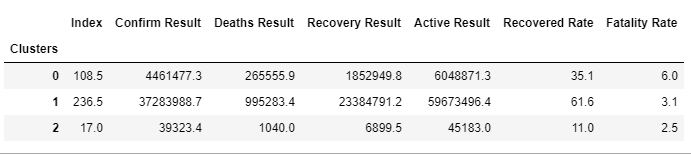 Index Confirm Result Deaths Result Recovery Result Active Result Recovered Rate Fatality Rate
Clusters
0 108.5 4461477.3 265555.9 1852949.8 6048871.3 35.1 6.0
1 236.5 37283988.7 995283.4 23384791.2 59673496.4 61.6 3.1
2 17.0 39323.4 1040.0 6899.5 45183.0 11.0 2.5